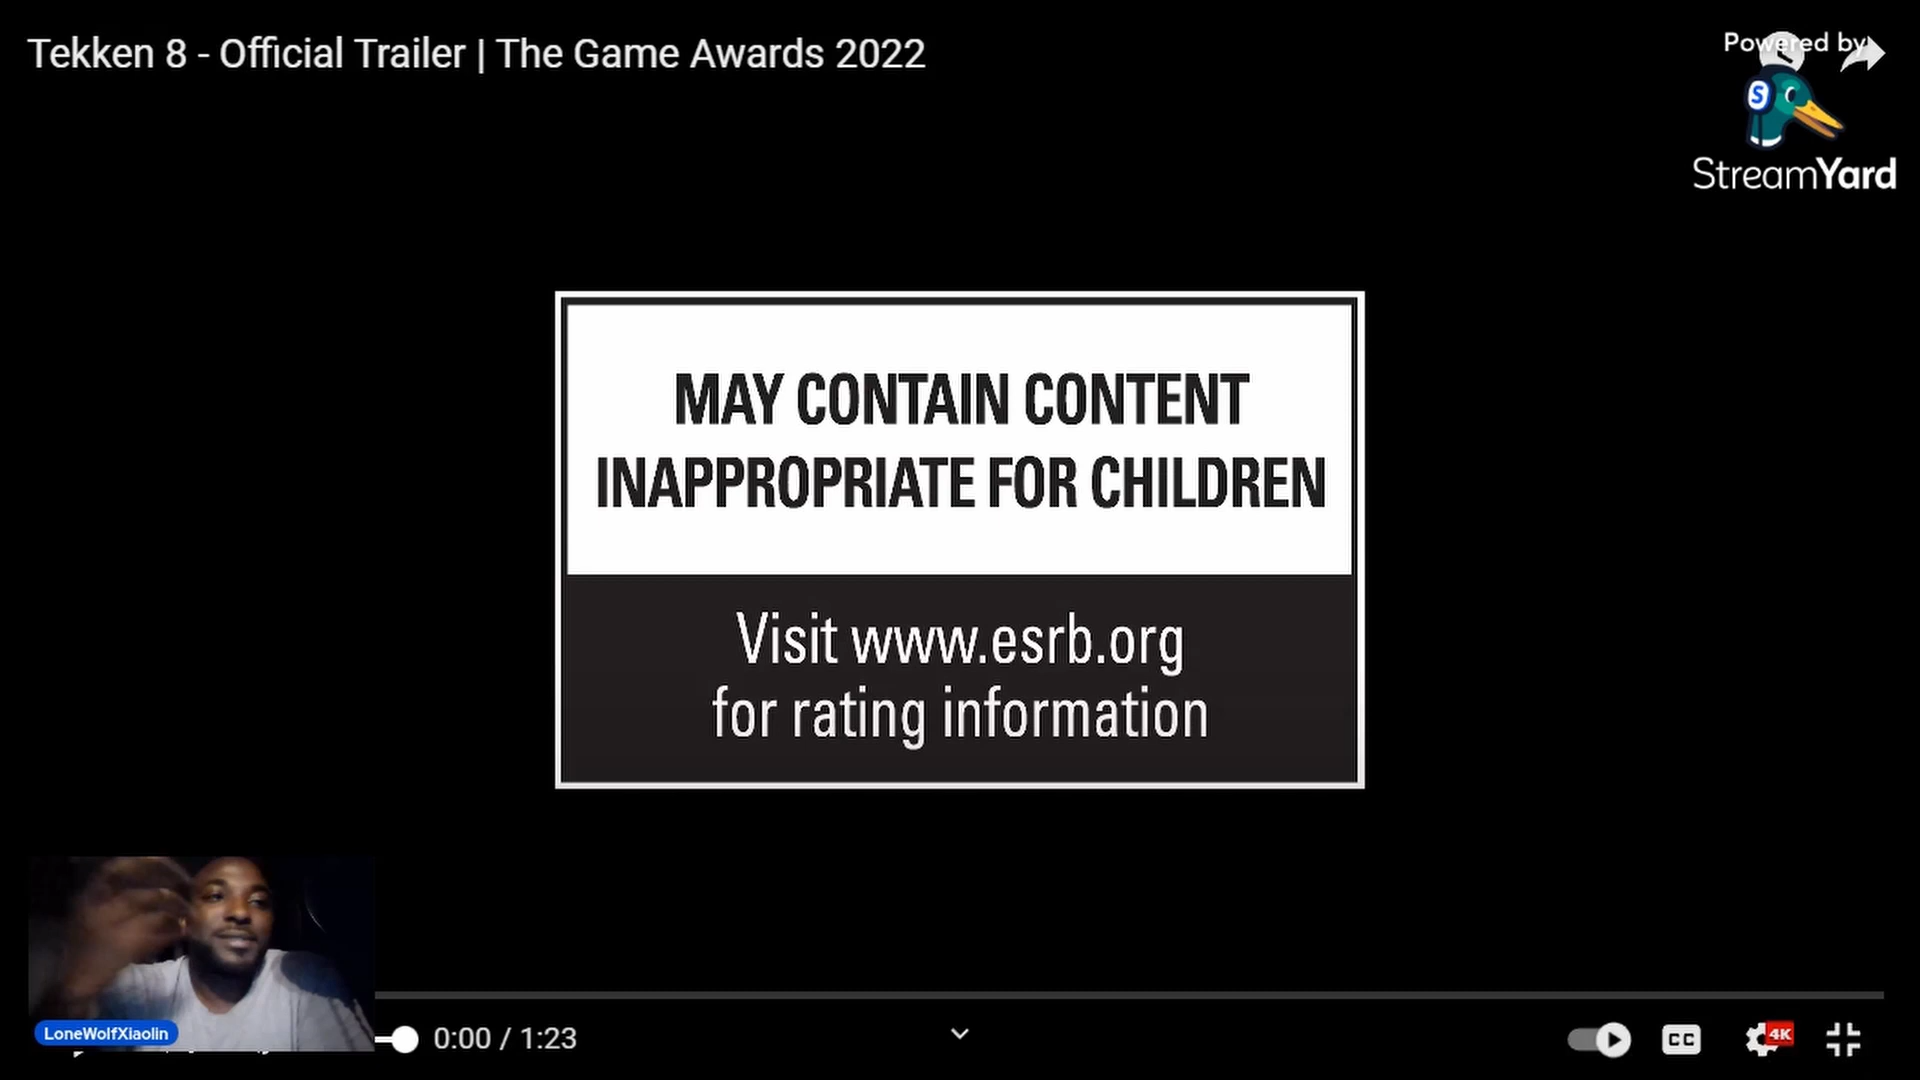 Tekken 8 - Official Trailer | The Game Awards 2022
Powered by
S
StreamYard
MAY CONTAIN CONTENT
INAPPROPRIATE FOR CHILDREN
Visit www.esrb.org
for rating information
LoneWolfXiaolin
0:00 / 1:23
CC
4K